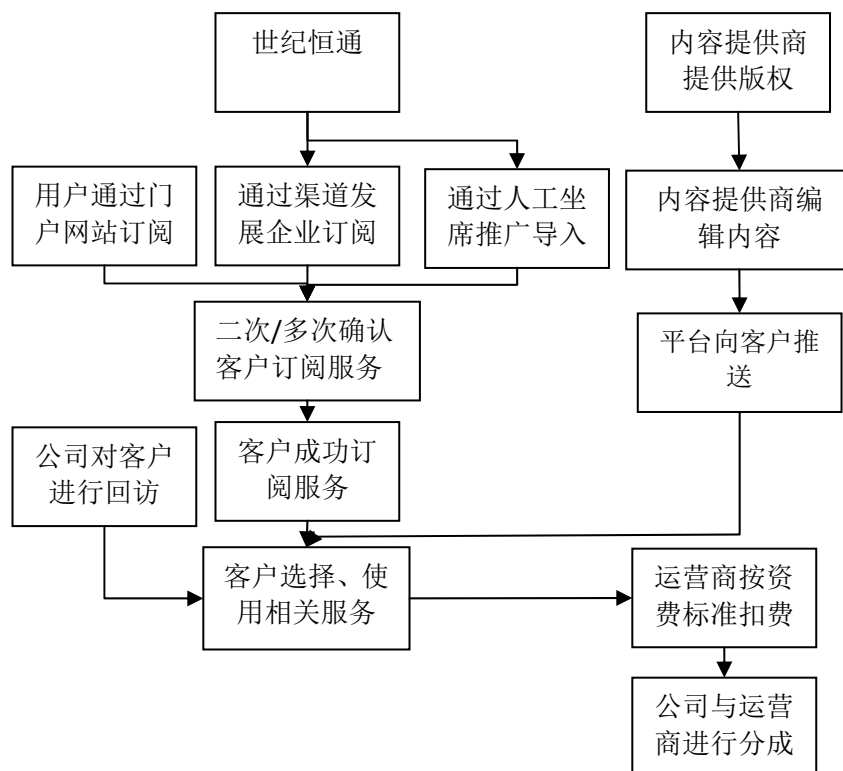 世纪恒通
内容提供商
提供版权
用户通过门
户网站订阅
通过渠道发
展企业订阅
通过人工坐
席推广导入
内容提供商编
辑内容
二次/多次确认
客户订阅服务
平台向客户推
送
公司对客户
进行回访
客户成功订
阅服务
客户选择、使
用相关服务
运营商按资
费标准扣费
公司与运营
商进行分成